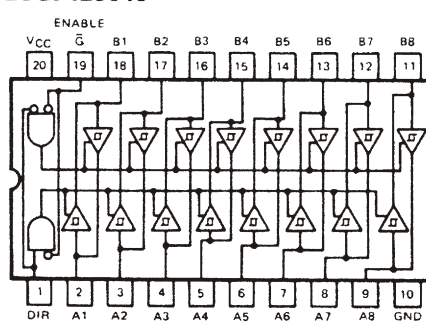 ENABLE
VCC G̅ B1 B2 B3 B4 B5 B6 B7 B8
20 19 18 17 16 15 14 13 12 11
1 2 3 4 5 6 7 8 9 10
DIR A1 A2 A3 A4 A5 A6 A7 A8 GND